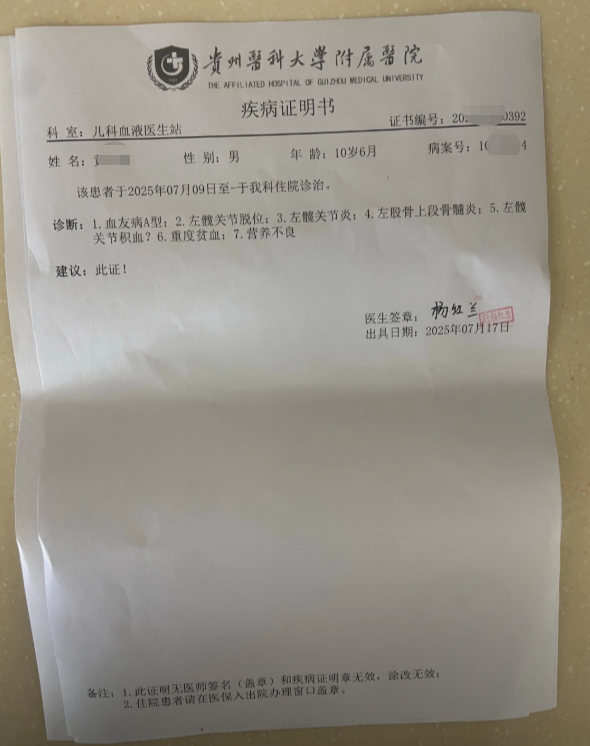 貴州醫科大學附属醫院
THE AFFILIATED HOSPITAL OF GUIZHOU MEDICAL UNIVERSITY
疾病证明书
科 室：儿科血液医生站 证书编号：20 0392
姓 名： 性 别：男 年 龄：10岁6月 病案号：10 4
该患者于2025年07月09日至--于我科住院诊治。
诊断：1.血友病A型；2.左髋关节脱位；3.左髋关节炎；4.左股骨上段骨髓炎；5.左髋
关节积血？6.重度贫血；7.营养不良
建议：此证！
医生签章：杨红兰
出具日期：2025年07月17日
备注：1.此证明无医师签名（盖章）和疾病证明章无效，涂改无效；
2.住院患者请在医保入出院办理窗口盖章。